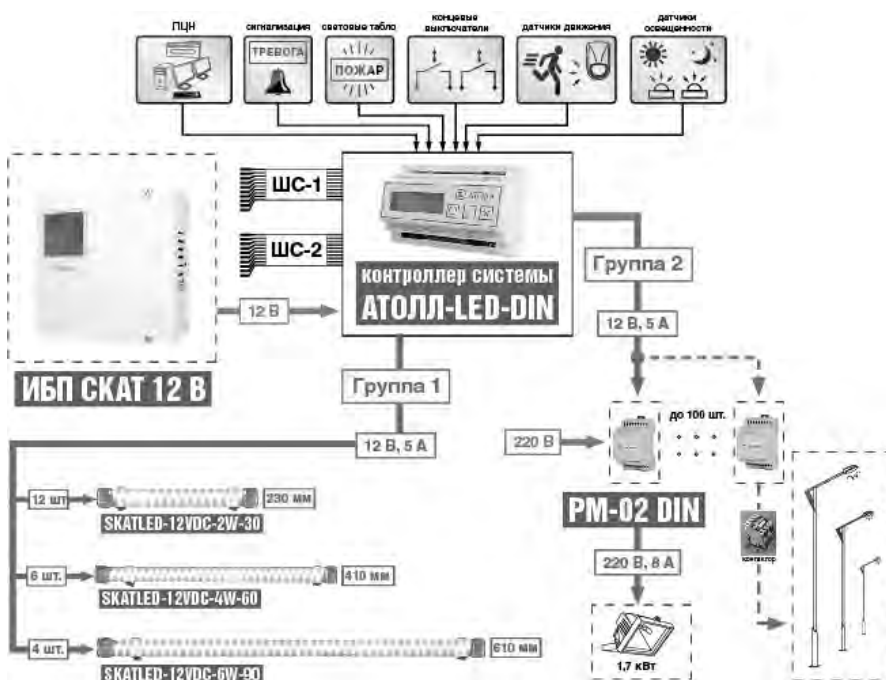 ПЦН
сигнализация
световые табло
концевые
выключатели
датчики движения
датчики
освещенности
ТРЕВОГА
ПОЖАР
ШС-1
ШС-2
контроллер системы
АТОЛЛ-LED-DIN
12 В
ИБП СКАТ 12 В
Группа 1
12 В, 5 А
Группа 2
12 В, 5 А
до 100 шт.
220 В
РМ-02 DIN
контактор
220 В, 8 А
1,7 кВт
12 шт
230 мм
SKATLED-12VDC-2W-30
6 шт.
410 мм
SKATLED-12VDC-4W-60
4 шт.
610 мм
SKATLED-12VDC-6W-90